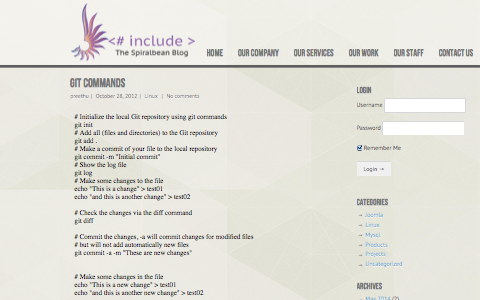 <# include >
The Spiralbean Blog
HOME OUR COMPANY OUR SERVICES OUR WORK OUR STAFF CONTACT US
GIT COMMANDS
preethu | October 28, 2012 | Linux | No comments
# Initialize the local Git repository using git commands
git init
# Add all (files and directories) to the Git repository
git add .
# Make a commit of your file to the local repository
git commit -m "Initial commit"
# Show the log file
git log
# Make some changes to the file
echo "This is a change" > test01
echo "and this is another change" > test02
# Check the changes via the diff command
git diff
# Commit the changes, -a will commit changes for modified files
# but will not add automatically new files
git commit -a -m "These are new changes"
# Make some changes in the file
echo "This is a new change" > test01
echo "and this is another new change" > test02
LOGIN
Username
Password
Remember Me
Login →
CATEGORIES
→ Joomla
→ Linux
→ Mysql
→ Products
→ Projects
→ Uncategorized
ARCHIVES
→ May 2014 (2)